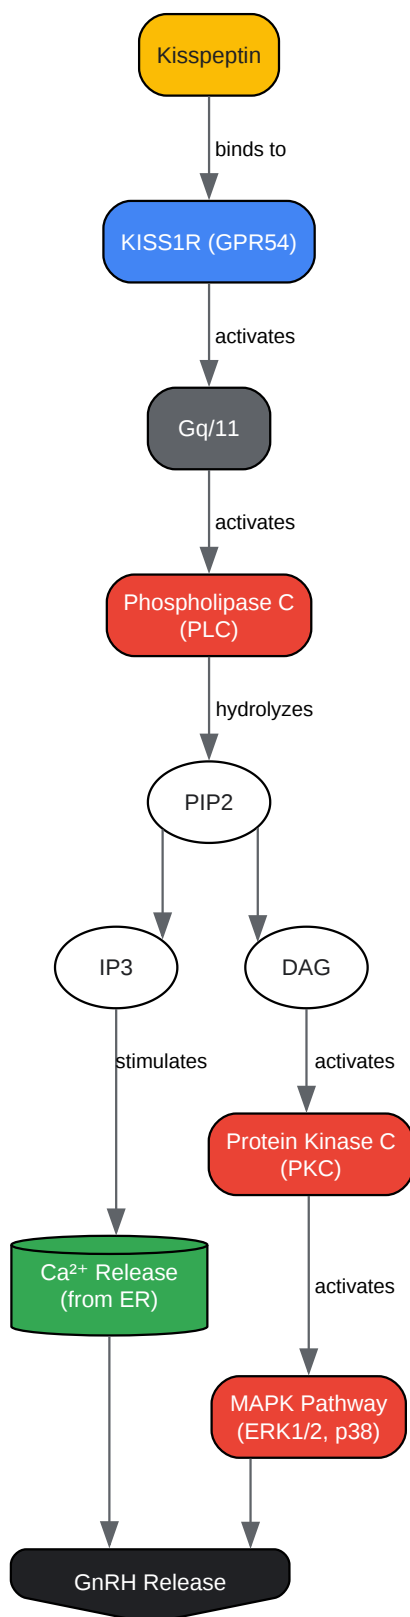 Kisspeptin
binds to
KISS1R (GPR54)
activates
Gq/11
activates
Phospholipase C
(PLC)
hydrolyzes
PIP2
IP3
DAG
stimulates
activates
Protein Kinase C
(PKC)
Ca²⁺ Release
(from ER)
activates
MAPK Pathway
(ERK1/2, p38)
GnRH Release